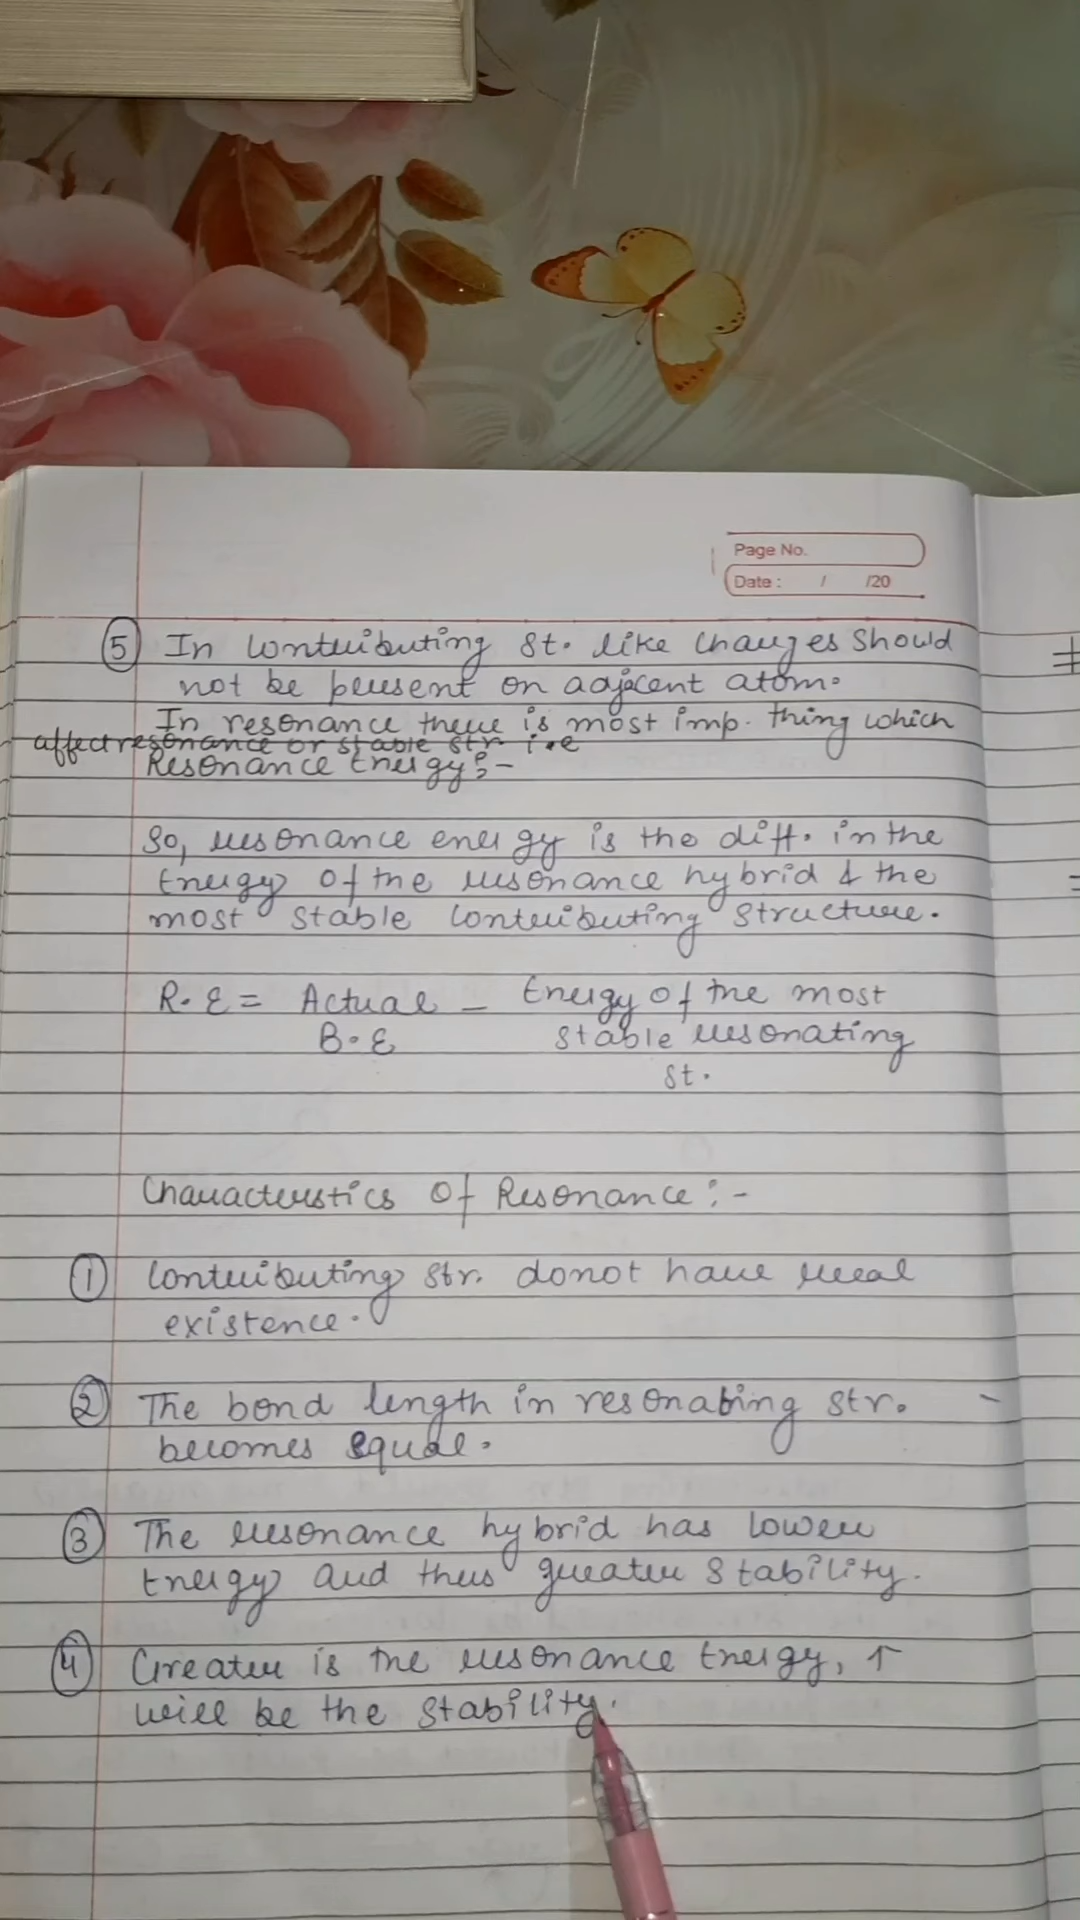 Page No.
Date : / /20
⑤ In contributing st. like charges should
not be present on adjacent atom.
In resonance there is most imp. thing which
affect resonance or stable str i.e
Resonance Energy :-
So, resonance energy is the diff. in the
Energy of the resonance hybrid & the
most stable contributing structure.
R.E = Actual - Energy of the most
B.E stable resonating
st.
Characteristics of Resonance :-
① Contributing str. donot have real
existence.
② The bond length in resonating str.
becomes equal.
③ The resonance hybrid has lower
Energy and thus greater stability.
④ Greater is the resonance Energy, ↑
will be the stability.